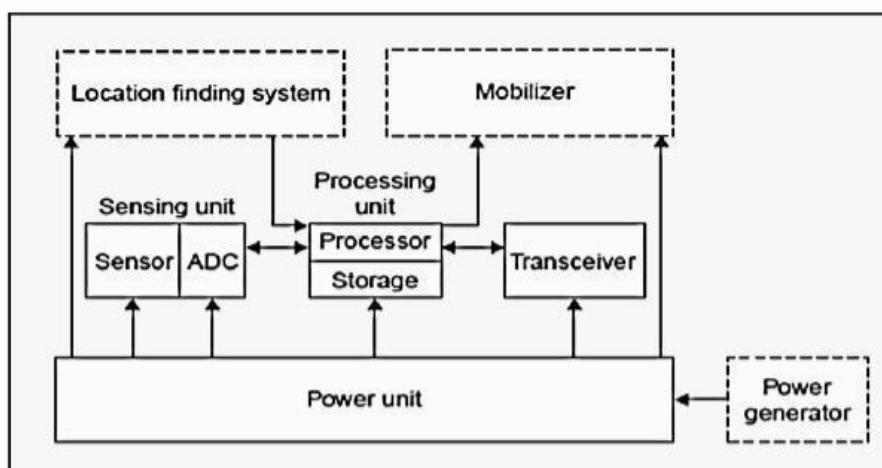 Location finding system
Mobilizer
Processing
unit
Sensing unit
Processor
Sensor
ADC
Transceiver
Storage
Power unit
Power
generator